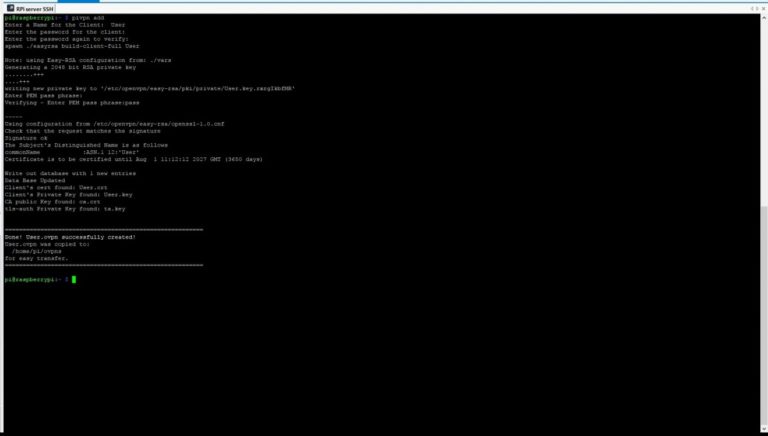 RPi server SSH
pi@raspberrypi:~ $ pivpn add
Enter a Name for the Client:  User
Enter the password for the client:
Enter the password again to verify:
spawn ./easyrsa build-client-full User
Note: using Easy-RSA configuration from: ./vars
Generating a 2048 bit RSA private key
........+++
....+++
writing new private key to '/etc/openvpn/easy-rsa/pki/private/User.key
Enter PEM pass phrase:
Verifying - Enter PEM pass phrase:pass
-----
Using configuration from /etc/openvpn/easy-rsa/openssl-1.0.cnf
Check that the request matches the signature
Signature ok
The Subject's Distinguished Name is as follows
commonName            :ASN.1 12:'User'
Certificate is to be certified until Aug  1 11:12:12 2027 GMT (3650 days)
Write out database with 1 new entries
Data Base Updated
Client's cert found: User.crt
Client's Private Key found: User.key
CA public Key found: ca.crt
tls-auth Private Key found: ta.key
========================================================
Done! User.ovpn successfully created!
User.ovpn was copied to:
  /home/pi/ovpns
for easy transfer.
========================================================
pi@raspberrypi:~ $